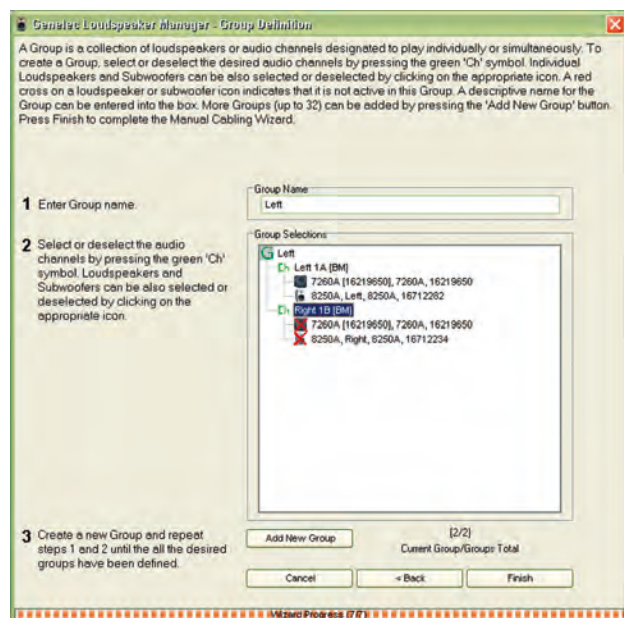 Genelec Loudspeaker Manager - Group Definition
A Group is a collection of loudspeakers or audio channels designated to play individually or simultaneously. To
create a Group, select or deselect the desired audio channels by pressing the green 'Ch' symbol. Individual
Loudspeakers and Subwoofers can be also selected or deselected by clicking on the appropriate icon. A red
cross on a loudspeaker or subwoofer icon indicates that it is not active in this Group. A descriptive name for the
Group can be entered into the box. More Groups (up to 32) can be added by pressing the 'Add New Group' button.
Press Finish to complete the Manual Cabling Wizard.
Group Name
1 Enter Group name.
Left
Group Selections
2 Select or deselect the audio
channels by pressing the green 'Ch'
symbol. Loudspeakers and
Subwoofers can be also selected or
deselected by clicking on the
appropriate icon.
G Left
Ch Left 1A [BM]
7260A [16219650], 7260A, 16219650
8250A, Left, 8250A, 16712282
Ch Right 1B [BM]
7260A [16219650], 7260A, 16219650
8250A, Right, 8250A, 16712234
3 Create a new Group and repeat
steps 1 and 2 until the all the desired
groups have been defined.
Add New Group
[2/2]
Current Group/Groups Total
Cancel
< Back
Finish
Wizard Progress (7/7)